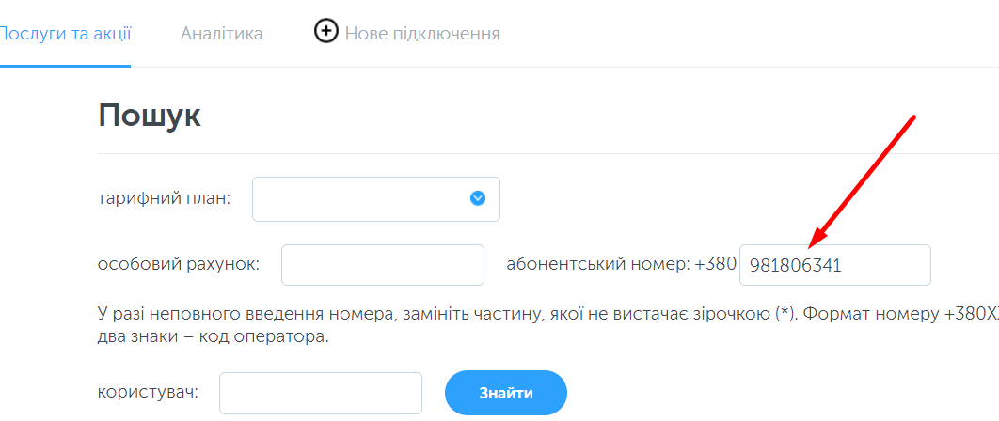 Послуги та акції Аналітика Нове підключення
Пошук
тарифний план:
особовий рахунок: абонентський номер: +380 981806341
У разі неповного введення номера, замініть частину, якої не вистачає зірочкою (*). Формат номеру +380X
два знаки – код оператора.
користувач: Знайти